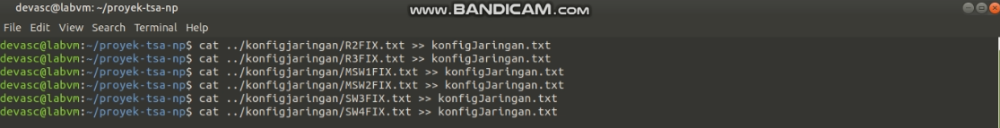 devasc@labvm: ~/proyek-tsa-np
www.BANDICAM.com
File Edit View Search Terminal Help
devasc@labvm:~/proyek-tsa-np$ cat ../konfigjaringan/R2FIX.txt >> konfigJaringan.txt
devasc@labvm:~/proyek-tsa-np$ cat ../konfigjaringan/R3FIX.txt >> konfigJaringan.txt
devasc@labvm:~/proyek-tsa-np$ cat ../konfigjaringan/MSW1FIX.txt >> konfigJaringan.txt
devasc@labvm:~/proyek-tsa-np$ cat ../konfigjaringan/MSW2FIX.txt >> konfigJaringan.txt
devasc@labvm:~/proyek-tsa-np$ cat ../konfigjaringan/SW3FIX.txt >> konfigJaringan.txt
devasc@labvm:~/proyek-tsa-np$ cat ../konfigjaringan/SW4FIX.txt >> konfigJaringan.txt